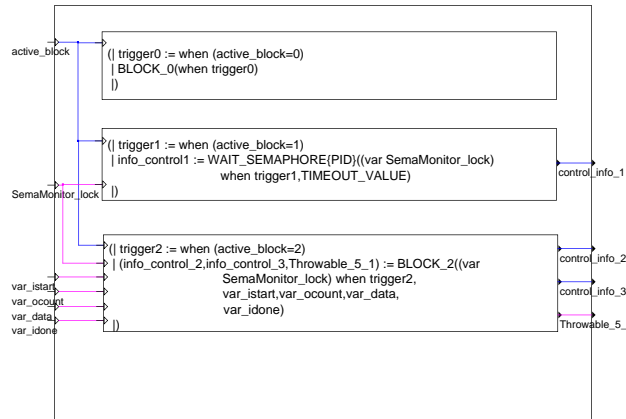 active_block
(| trigger0 := when (active_block=0)
| BLOCK_0(when trigger0)
|)
(| trigger1 := when (active_block=1)
| info_control1 := WAIT_SEMAPHORE{PID}((var SemaMonitor_lock)
when trigger1,TIMEOUT_VALUE)
|)
control_info_1
SemaMonitor_lock
(| trigger2 := when (active_block=2)
| (info_control_2,info_control_3,Throwable_5_1) := BLOCK_2((var
SemaMonitor_lock) when trigger2,
var_istart,var_ocount,var_data,
var_idone)
|)
control_info_2
control_info_3
Throwable_5_
var_istart
var_ocount
var_data
var_idone